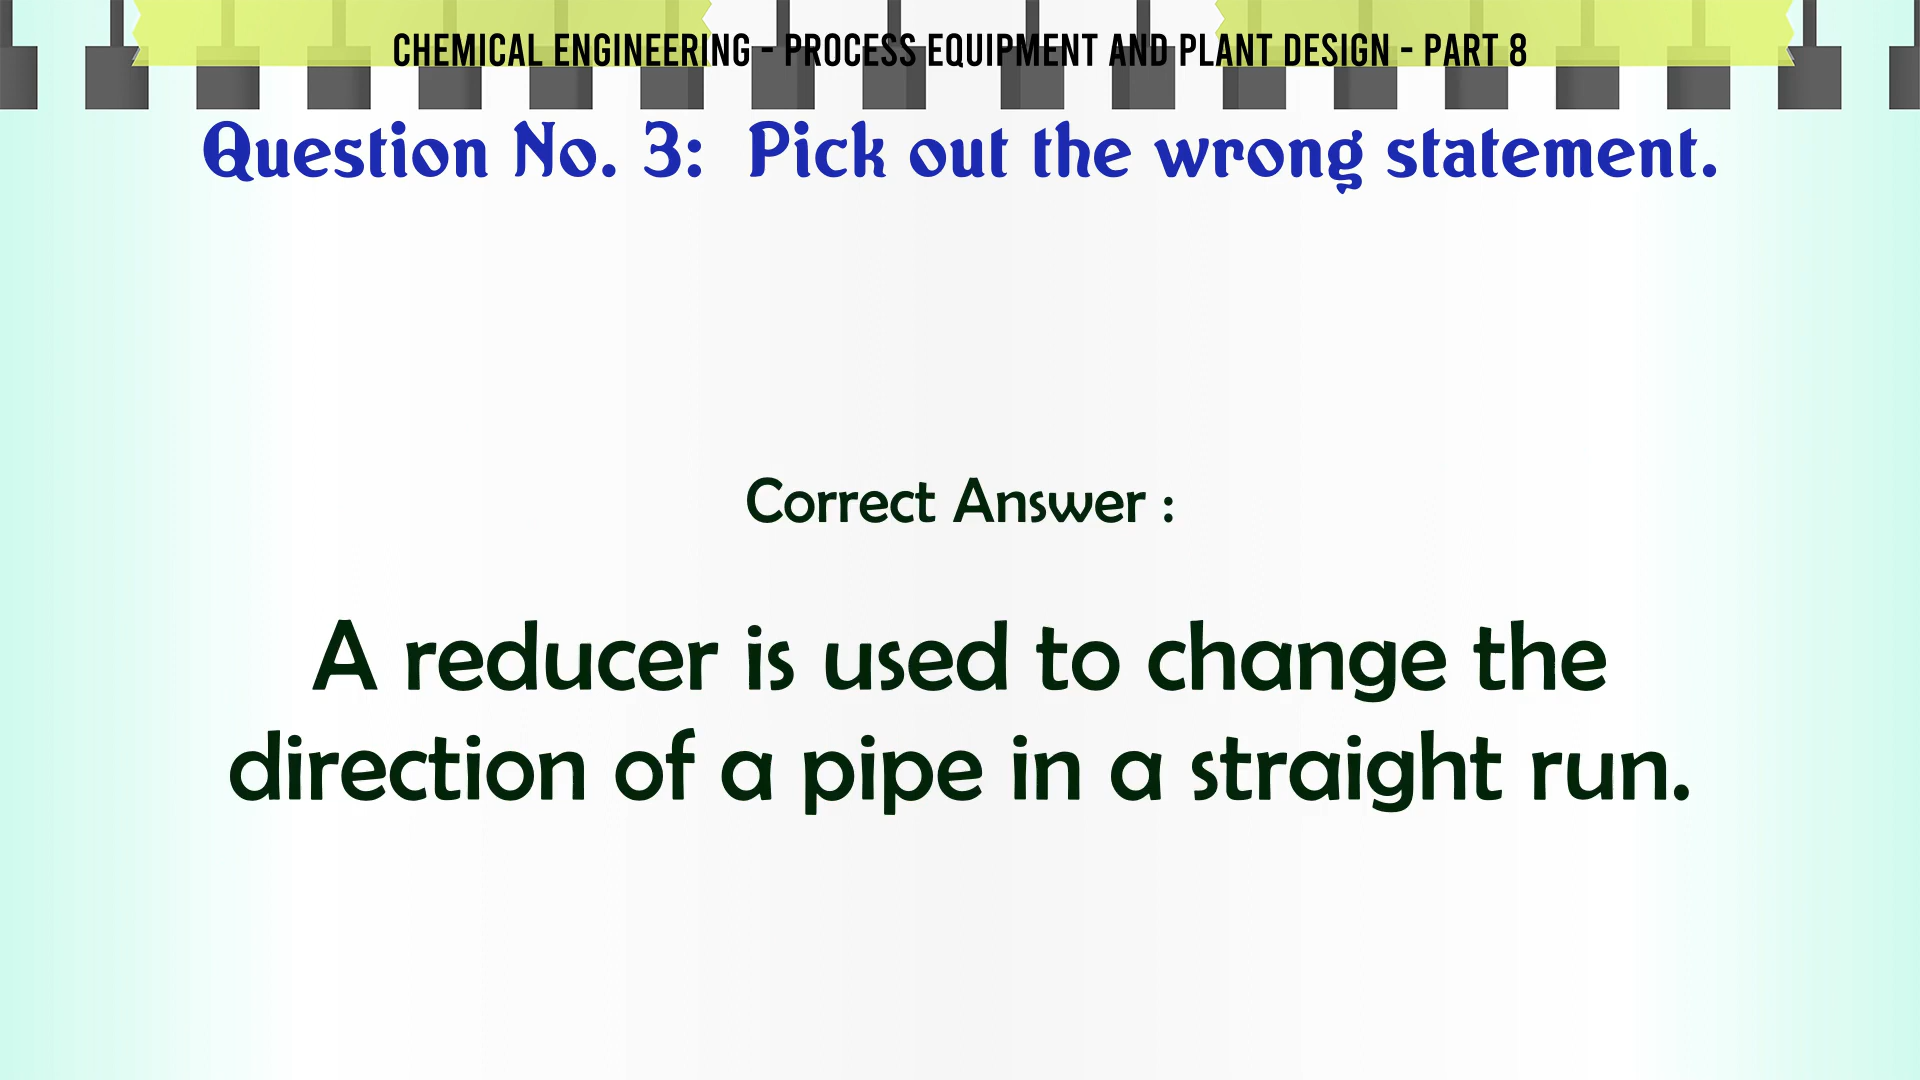 CHEMICAL ENGINEERING - PROCESS EQUIPMENT AND PLANT DESIGN - PART 8
Question No. 3: Pick out the wrong statement.
Correct Answer :
A reducer is used to change the
direction of a pipe in a straight run.